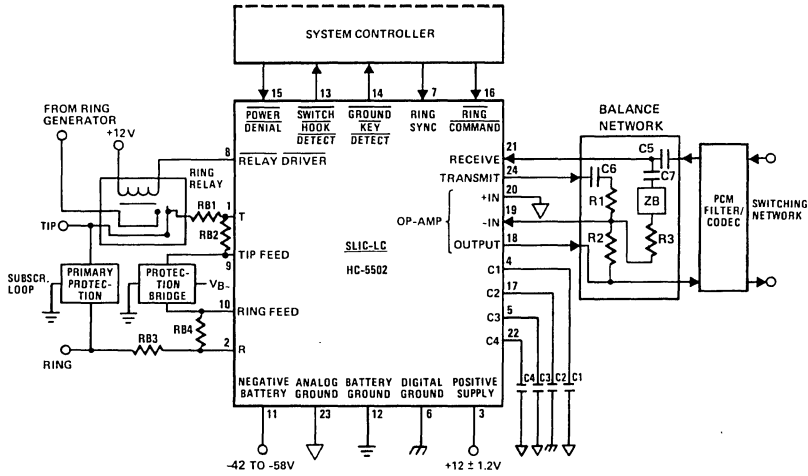 SYSTEM CONTROLLER
15
13
14
7
16
POWER
DENIAL
SWITCH
HOOK
DETECT
GROUND
KEY
DETECT
RING
SYNC
RING
COMMAND
FROM RING
GENERATOR
+12V
8
RELAY DRIVER
RING
RELAY
RB1
1
T
RB2
TIP
TIP FEED
9
SUBSCR.
LOOP
PRIMARY
PROTEC-
TION
PROTEC-
TION
BRIDGE
VB-
10
RING FEED
RB4
RB3
2
R
RING
SLIC-LC
HC-5502
RECEIVE
21
TRANSMIT
24
+IN
20
OP-AMP
-IN
19
OUTPUT
18
C1
4
C2
17
C3
5
C4
22
BALANCE
NETWORK
C5
C6
C7
R1
ZB
R2
R3
PCM
FILTER/
CODEC
SWITCHING
NETWORK
C4
C3
C2
C1
NEGATIVE
BATTERY
ANALOG
GROUND
BATTERY
GROUND
DIGITAL
GROUND
POSITIVE
SUPPLY
11
23
12
6
3
-42 TO -58V
+12 ± 1.2V